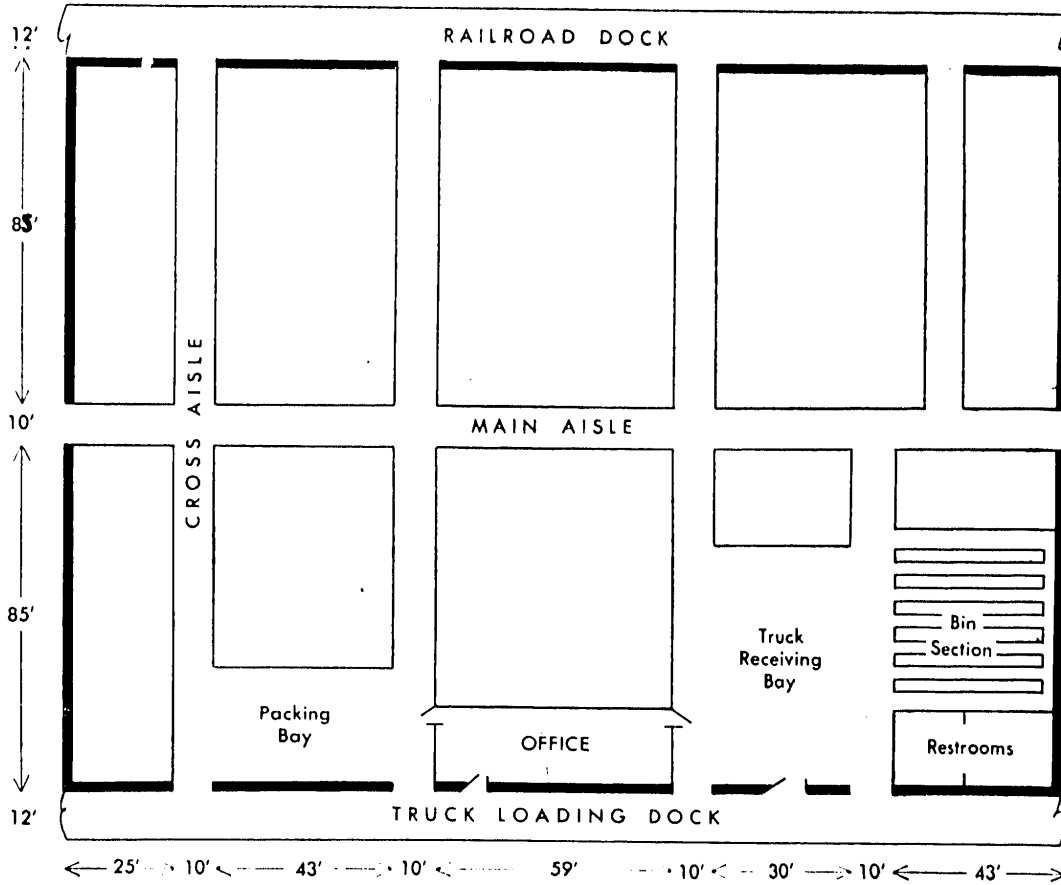 12'
RAILROAD DOCK
85'
CROSS AISLE
10'
MAIN AISLE
85'
Bin
Section
Truck
Receiving
Bay
Packing
Bay
OFFICE
Restrooms
12'
TRUCK LOADING DOCK
25' 10' 43' 10' 59' 10' 30' 10' 43'